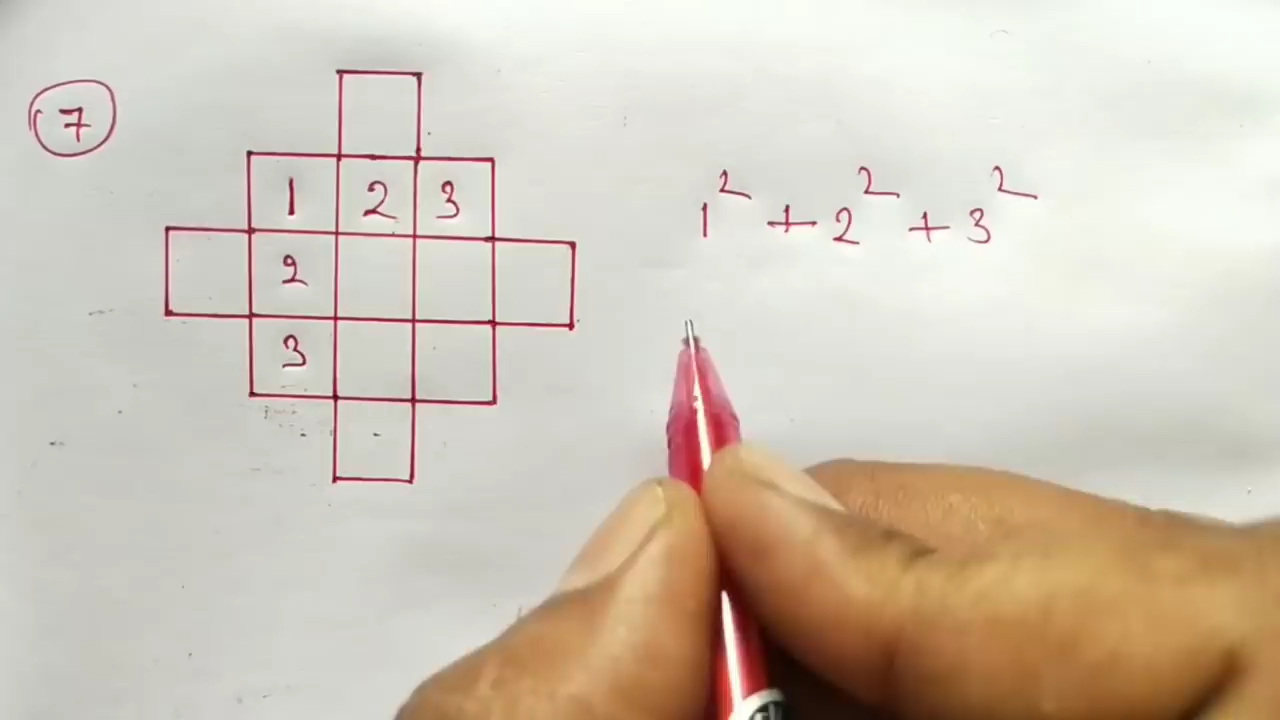 7
1 2 3
2
3
1² + 2² + 3²